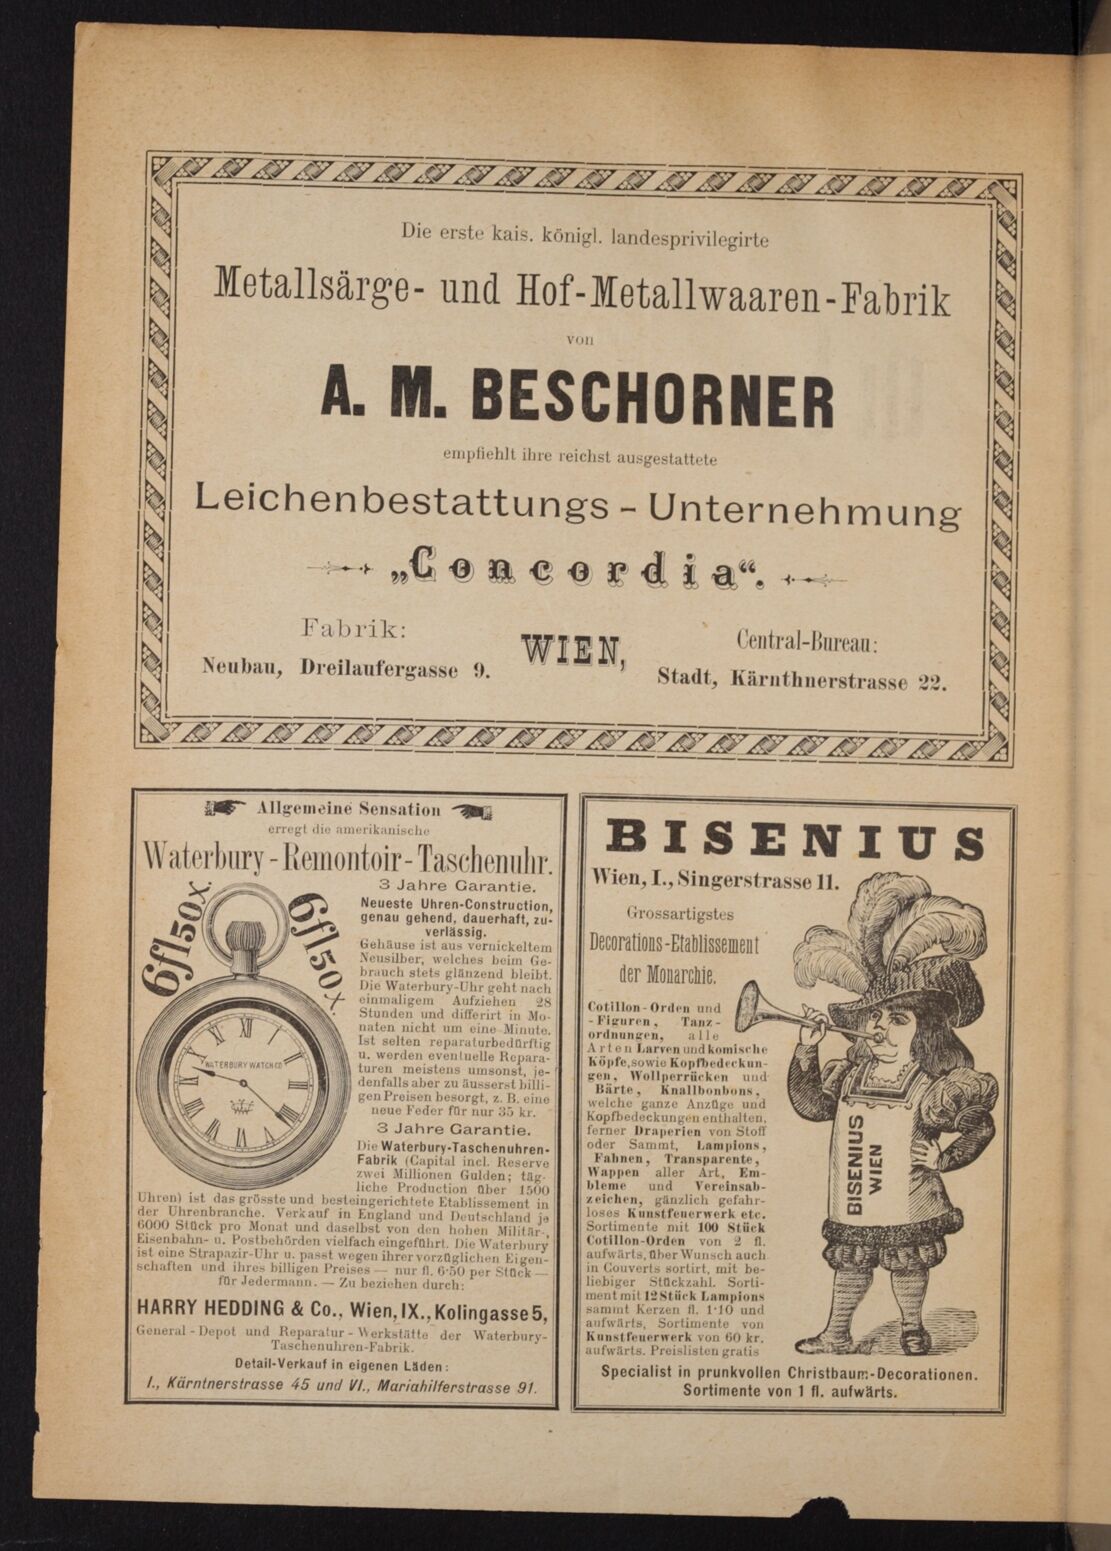 Die erste kais. königl. landesprivilegirte
Metallsärge- und Hof-Metallwaaren-Fabrik
von
A. M. BESCHORNER
empfiehlt ihre reichst ausgestattete
Leichenbestattungs - Unternehmung
„Concordia“.
Fabrik:
Neubau, Dreilaufergasse 9.
WIEN,
Central-Bureau:
Stadt, Kärnthnerstrasse 22.
Allgemeine Sensation
erregt die amerikanische
Waterbury-Remontoir-Taschenuhr.
6fl50x.
6fl50x.
WATERBURY WATCH CO
3 Jahre Garantie.
Neueste Uhren-Construction,
genau gehend, dauerhaft, zu-
verlässig.
Gehäuse ist aus vernickeltem
Neusilber, welches beim Ge-
brauch stets glänzend bleibt.
Die Waterbury-Uhr geht nach
einmaligem Aufziehen 28
Stunden und differirt in Mo-
naten nicht um eine Minute.
Ist selten reparaturbedürftig
u. werden eventuelle Repara-
turen meistens umsonst, je-
denfalls aber zu äusserst billi-
gen Preisen besorgt, z. B. eine
neue Feder für nur 35 kr.
3 Jahre Garantie.
Die Waterbury-Taschenuhren-
Fabrik (Capital incl. Reserve
zwei Millionen Gulden; täg-
liche Production über 1500
Uhren) ist das grösste und besteingerichtete Etablissement in
der Uhrenbranche. Verkauf in England und Deutschland je
6000 Stück pro Monat und daselbst von den hohen Militär-,
Eisenbahn- u. Postbehörden vielfach eingeführt. Die Waterbury
ist eine Strapazir-Uhr u. passt wegen ihrer vorzüglichen Eigen-
schaften und ihres billigen Preises — nur fl. 6·50 per Stück —
für Jedermann. — Zu beziehen durch:
HARRY HEDDING & Co., Wien, IX., Kolingasse 5,
General-Depot und Reparatur-Werkstätte der Waterbury-
Taschenuhren-Fabrik.
Detail-Verkauf in eigenen Läden:
I., Kärntnerstrasse 45 und VI., Mariahilferstrasse 91.
BISENIUS
Wien, I., Singerstrasse 11.
Grossartigstes
Decorations-Etablissement
der Monarchie.
Cotillon-Orden und
-Figuren, Tanz-
ordnungen, alle
Arten Larven und komische
Köpfe, sowie Kopfbedeckun-
gen, Wollperrücken und
Bärte, Knallbonbons,
welche ganze Anzüge und
Kopfbedeckungen enthalten,
ferner Draperien von Stoff
oder Sammt, Lampions,
Fahnen, Transparente,
Wappen aller Art, Em-
bleme und Vereinsab-
zeichen, gänzlich gefahr-
loses Kunstfeuerwerk etc.
Sortimente mit 100 Stück
Cotillon-Orden von 2 fl.
aufwärts, über Wunsch auch
in Couverts sortirt, mit be-
liebiger Stückzahl. Sorti-
ment mit 12 Stück Lampions
sammt Kerzen fl. 1·10 und
aufwärts, Sortimente von
Kunstfeuerwerk von 60 kr.
aufwärts. Preislisten gratis
BISENIUS
WIEN
Specialist in prunkvollen Christbaum-Decorationen.
Sortimente von 1 fl. aufwärts.